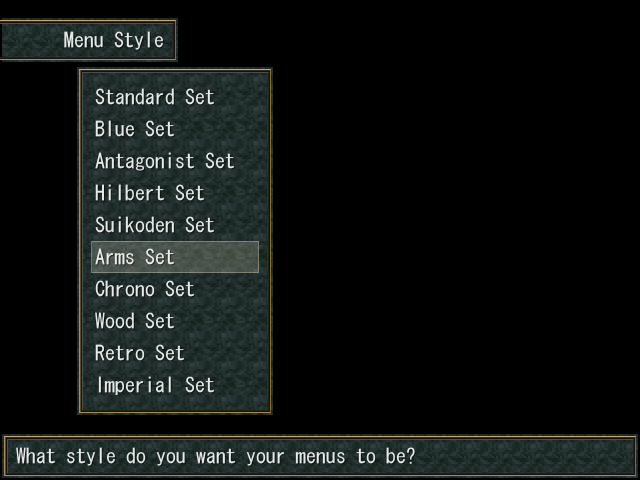 Menu Style
Standard Set
Blue Set
Antagonist Set
Hilbert Set
Suikoden Set
Arms Set
Chrono Set
Wood Set
Retro Set
Imperial Set
What style do you want your menus to be?